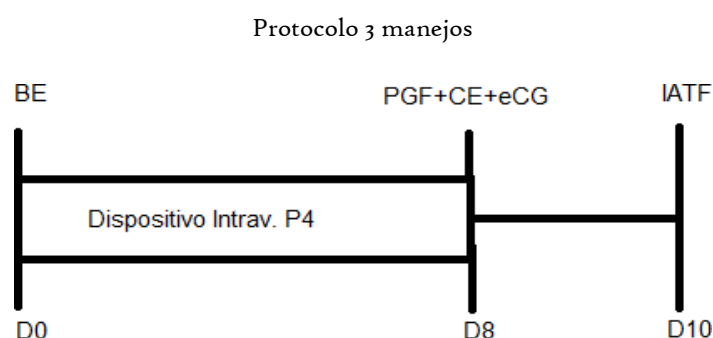 Protocolo 3 manejos
BE PGF+CE+eCG IATF
Dispositivo Intrav. P4
D0 D8 D10